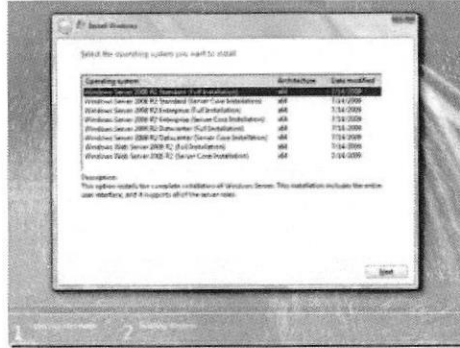 Install Windows
Select the operating system you want to install
Operating system Architecture Date modified
Windows Server 2008 R2 Standard (Full Installation) x64 7/14/2009
Windows Server 2008 R2 Standard (Server Core Installation) x64 7/14/2009
Windows Server 2008 R2 Enterprise (Full Installation) x64 7/14/2009
Windows Server 2008 R2 Enterprise (Server Core Installation) x64 7/14/2009
Windows Server 2008 R2 Datacenter (Full Installation) x64 7/14/2009
Windows Server 2008 R2 Datacenter (Server Core Installation) x64 7/14/2009
Windows Web Server 2008 R2 (Full Installation) x64 7/14/2009
Windows Web Server 2008 R2 (Server Core Installation) x64 7/14/2009
Description:
This option installs the complete installation of Windows Server. This installation includes the entire
user interface, and it supports all of the server roles.
Next
1 2